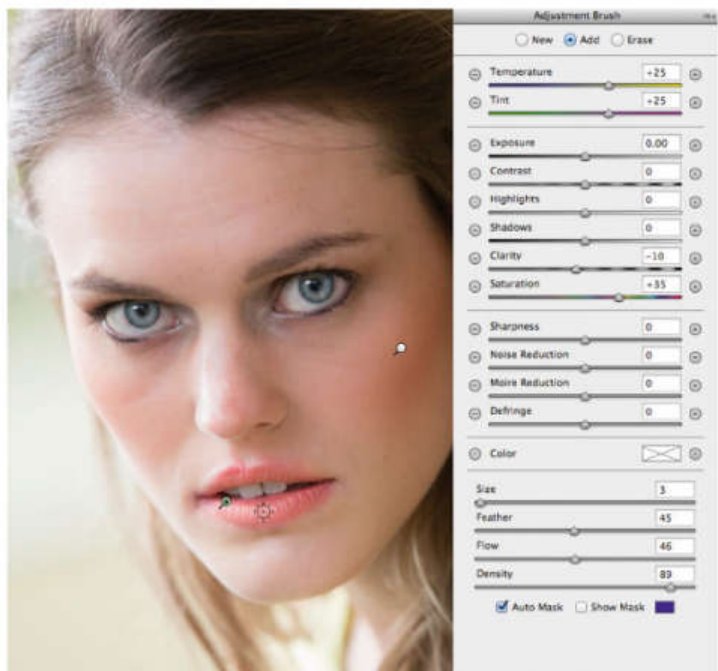 Adjustment Brush
New Add Erase
Temperature +25
Tint +25
Exposure 0.00
Contrast 0
Highlights 0
Shadows 0
Clarity -10
Saturation +35
Sharpness 0
Noise Reduction 0
Moire Reduction 0
Defringe 0
Color
Size 3
Feather 45
Flow 46
Density 89
Auto Mask Show Mask